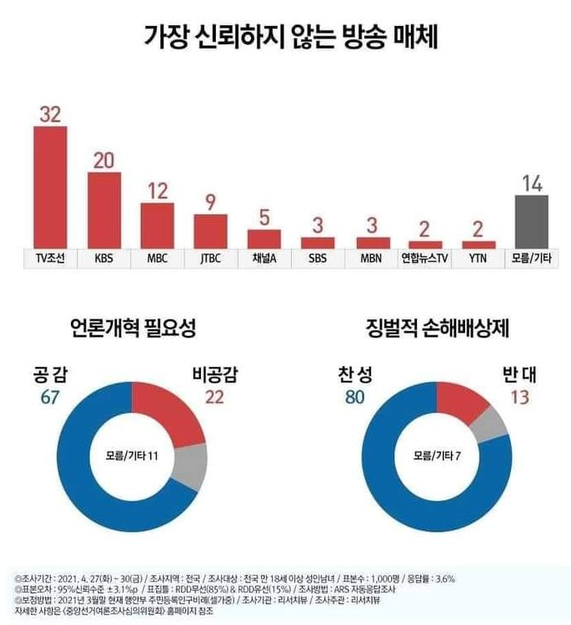 가장 신뢰하지 않는 방송 매체
32
20
12
9
5
3
3
2
2
14
TV조선
KBS
MBC
JTBC
채널A
SBS
MBN
연합뉴스TV
YTN
모름/기타
언론개혁 필요성
공 감
67
비공감
22
모름/기타 11
징벌적 손해배상제
찬 성
80
반 대
13
모름/기타 7
◎조사기간 : 2021. 4. 27(화) ~ 30(금) / 조사지역 : 전국 / 조사대상 : 전국 만 18세 이상 성인남녀 / 표본수 : 1,000명 / 응답률 : 3.6%
◎표본오차 : 95%신뢰수준 ±3.1%p / 표집틀 : RDD무선(85%) & RDD유선(15%) / 조사방법 : ARS 자동응답조사
◎보정방법 : 2021년 3월말 현재 행안부 주민등록인구비례(셀가중) / 조사기관 : 리서치뷰 / 조사주관 : 리서치뷰
자세한 사항은 <중앙선거여론조사심의위원회> 홈페이지 참조